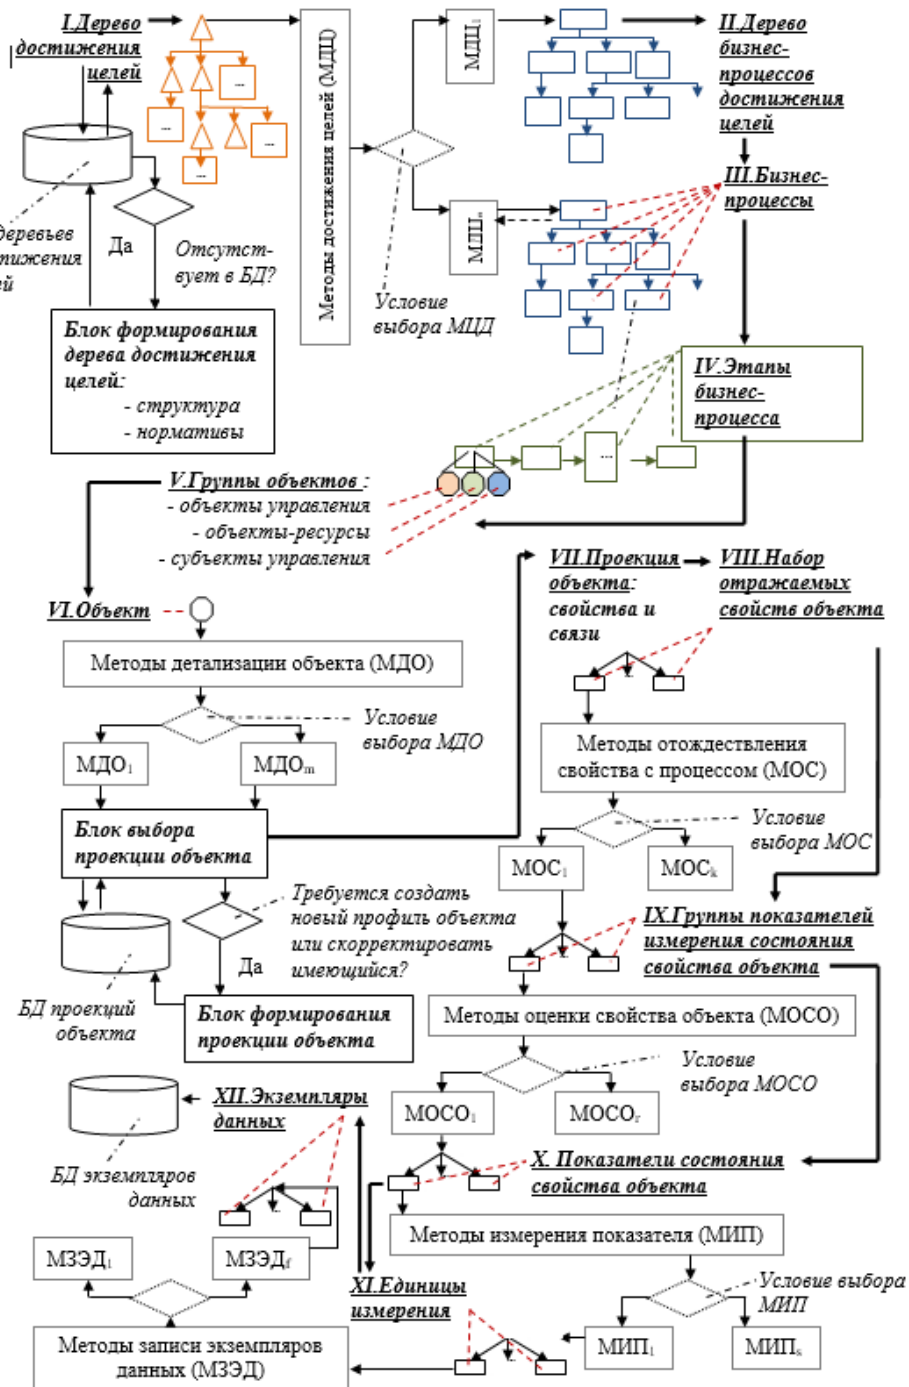 I.Дерево
достижения
целей
деревьев
Да
Отсутст-
вует в БД?
Блок формирования
дерева достижения
целей:
- структура
- нормативы
...
...
...
...
Методы достижения целей (МДЦ)
МДЦ1
МДЦn
Условие
выбора МЦД
II.Дерево
бизнес-
процессов
достижения
целей
III.Бизнес-
процессы
IV.Этапы
бизнес-
процесса
...
V.Группы объектов :
- объекты управления
- объекты-ресурсы
- субъекты управления
VI.Объект
Методы детализации объекта (МДО)
Условие
выбора МДО
МДО1
МДОm
Блок выбора
проекции объекта
Требуется создать
новый профиль объекта
или скорректировать
имеющийся?
Да
БД проекций
объекта
Блок формирования
проекции объекта
VII.Проекция
объекта:
свойства и
связи
VIII.Набор
отражаемых
свойств объекта
Методы отождествления
свойства с процессом (МОС)
Условие
выбора МОС
МОС1
МОСk
IX.Группы показателей
измерения состояния
свойства объекта
Методы оценки свойства объекта (МОСО)
Условие
выбора МОСО
МОСО1
МОСОr
X. Показатели состояния
свойства объекта
Методы измерения показателя (МИП)
Условие выбора
МИП
МИП1
МИПs
XI.Единицы
измерения
XII.Экземпляры
данных
БД экземпляров
данных
МЗЭД1
МЗЭДf
Методы записи экземпляров
данных (МЗЭД)